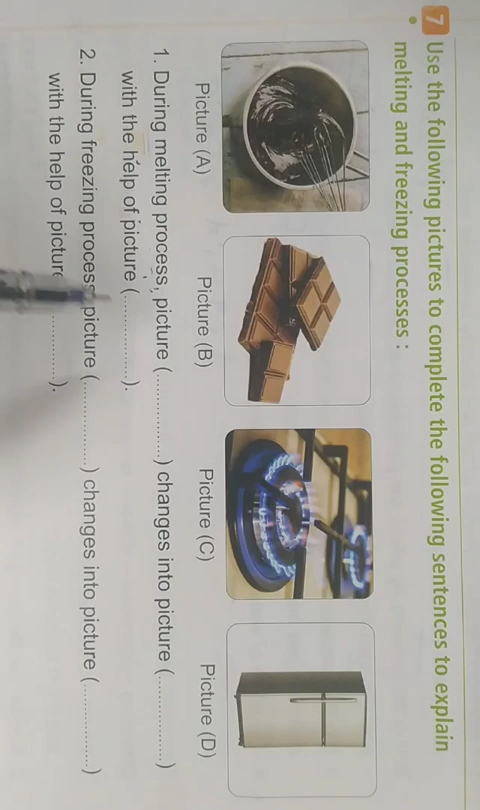 7 Use the following pictures to complete the following sentences to explain
melting and freezing processes :
Picture (A) Picture (B) Picture (C) Picture (D)
1. During melting process, picture (...............) changes into picture (...............)
with the help of picture (...............).
2. During freezing process picture (...............) changes into picture (...............)
with the help of ...............).